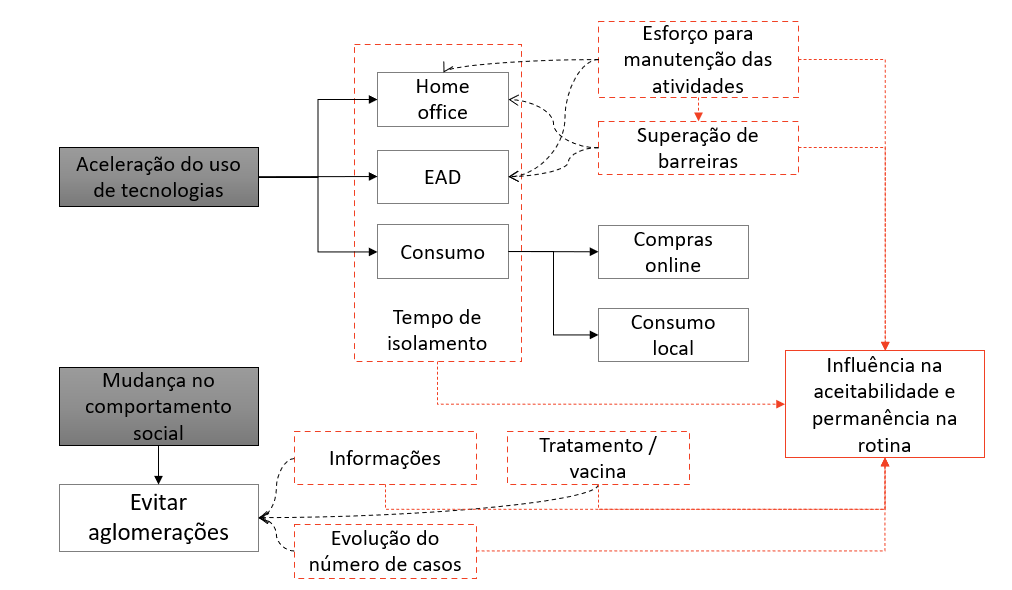 Esforço para
manutenção das
atividades
Home
office
Superação de
barreiras
Aceleração do uso
de tecnologias
EAD
Consumo
Compras
online
Tempo de
isolamento
Consumo
local
Mudança no
comportamento
social
Influência na
aceitabilidade e
permanência na
rotina
Informações
Tratamento /
vacina
Evitar
aglomerações
Evolução do
número de casos